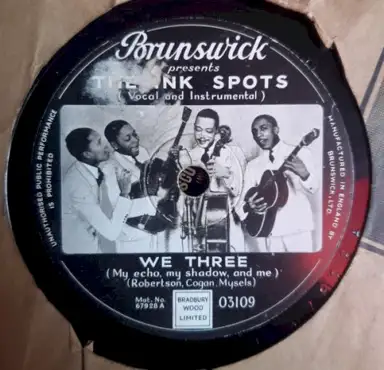 Brunswick
presents
THE INK SPOTS
(Vocal and Instrumental)
UNAUTHORISED PUBLIC PERFORMANCE
IS PROHIBITED
MANUFACTURED IN ENGLAND BY
BRUNSWICK, LTD.
WE THREE
(My echo, my shadow, and me)
(Robertson, Cogan, Mysels)
Mat. No.
67928 A
BRADBURY
WOOD
LIMITED
03109